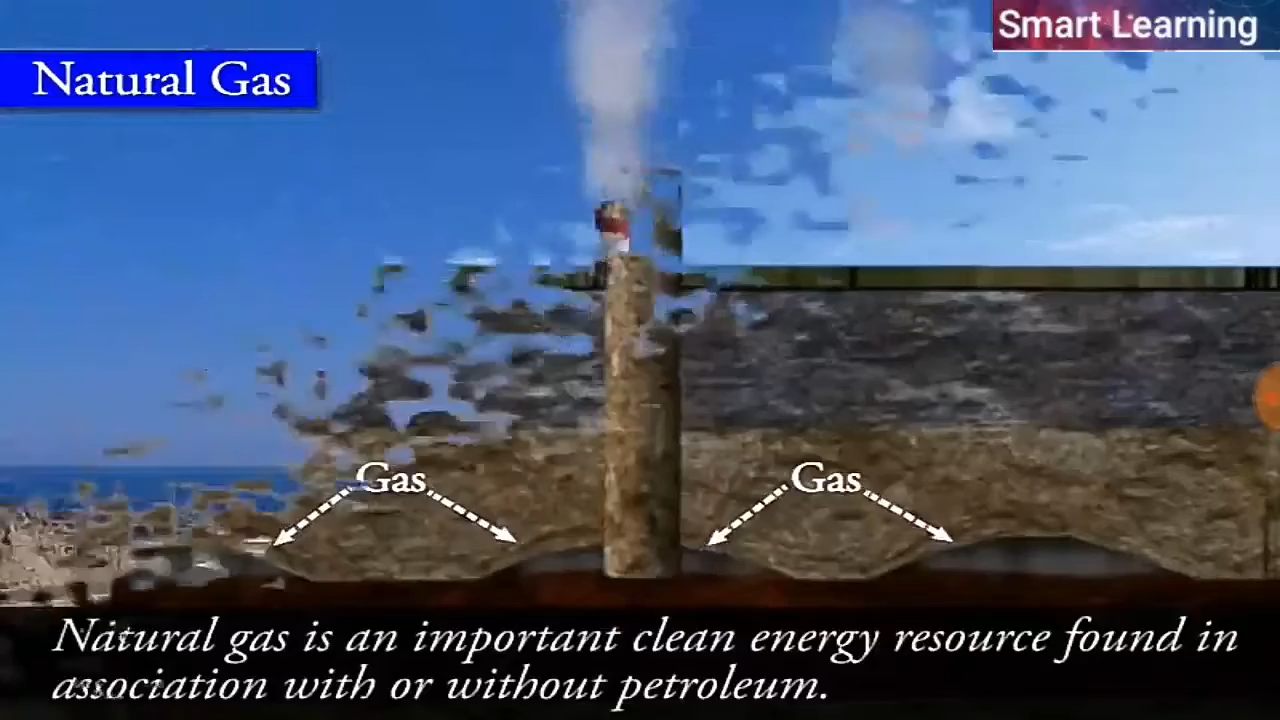 Smart Learning
Natural Gas
Gas
Gas
Natural gas is an important clean energy resource found in
association with or without petroleum.